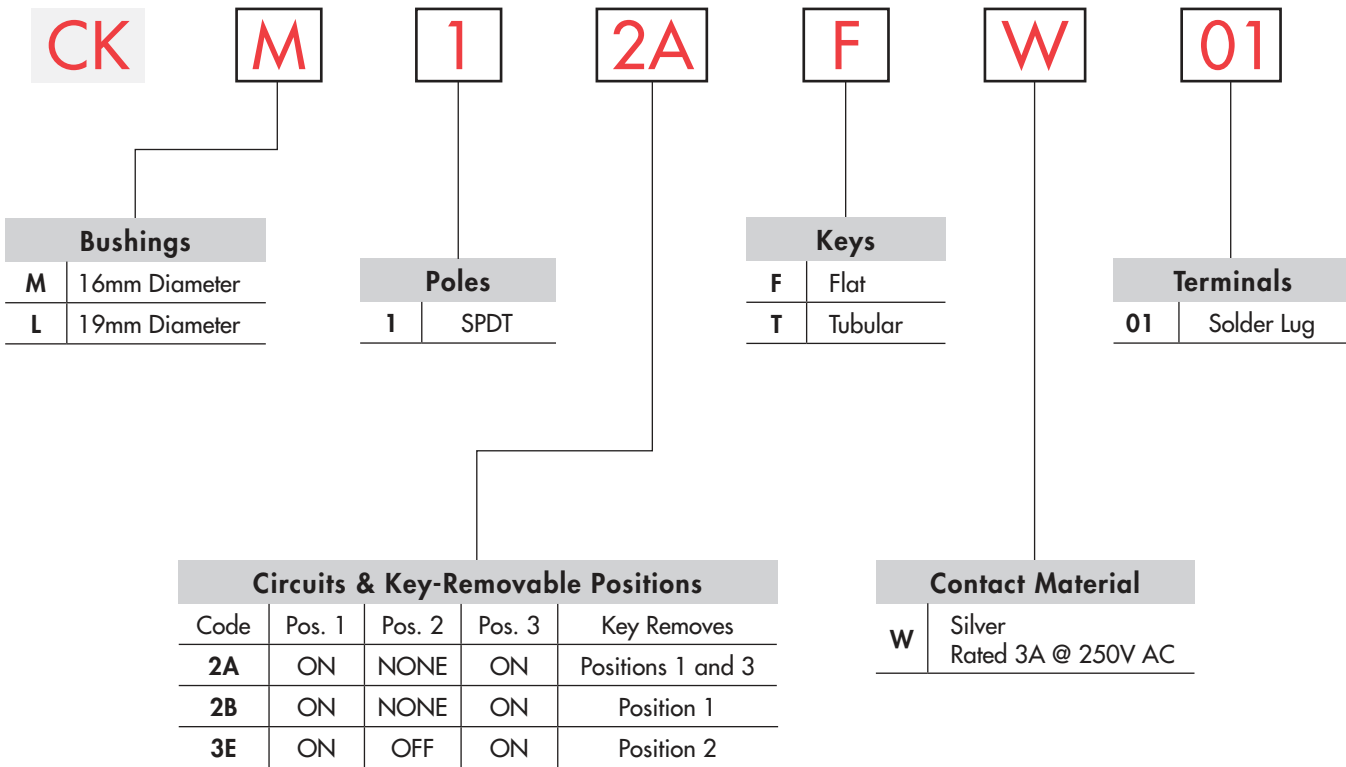 CK M 1 2A F W 01
Bushings
M 16mm Diameter
L 19mm Diameter
Poles
1 SPDT
Keys
F Flat
T Tubular
Terminals
01 Solder Lug
Circuits & Key-Removable Positions
Code Pos. 1 Pos. 2 Pos. 3 Key Removes
2A ON NONE ON Positions 1 and 3
2B ON NONE ON Position 1
3E ON OFF ON Position 2
Contact Material
W Silver
Rated 3A @ 250V AC